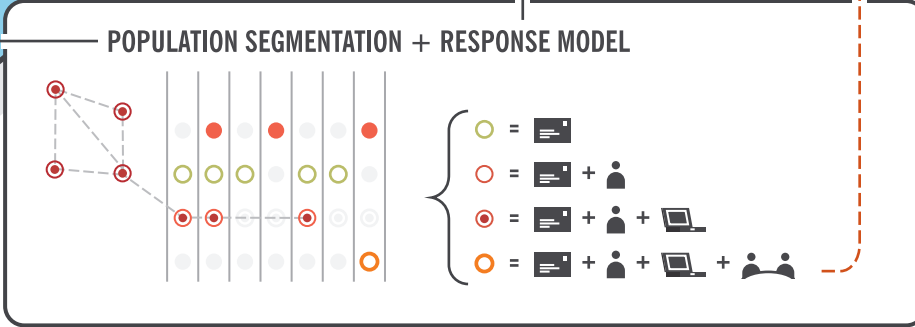 POPULATION SEGMENTATION + RESPONSE MODEL
=
= +
= + +
= + + +